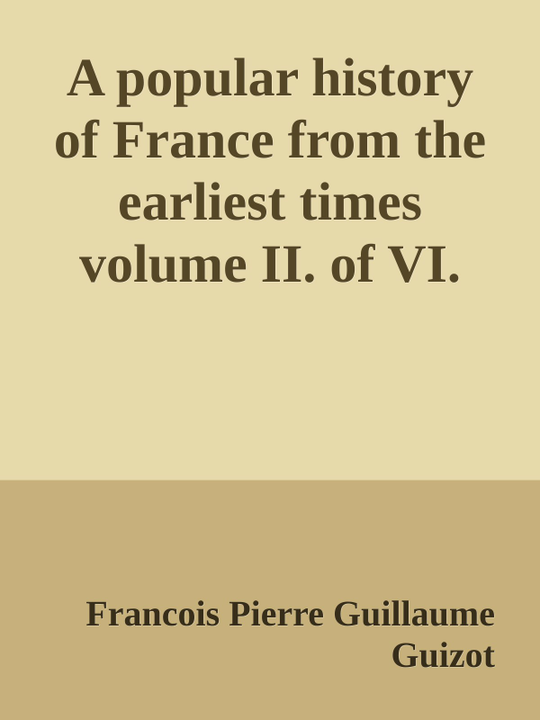 A popular history
of France from the
earliest times
volume II. of VI.
Francois Pierre Guillaume
Guizot